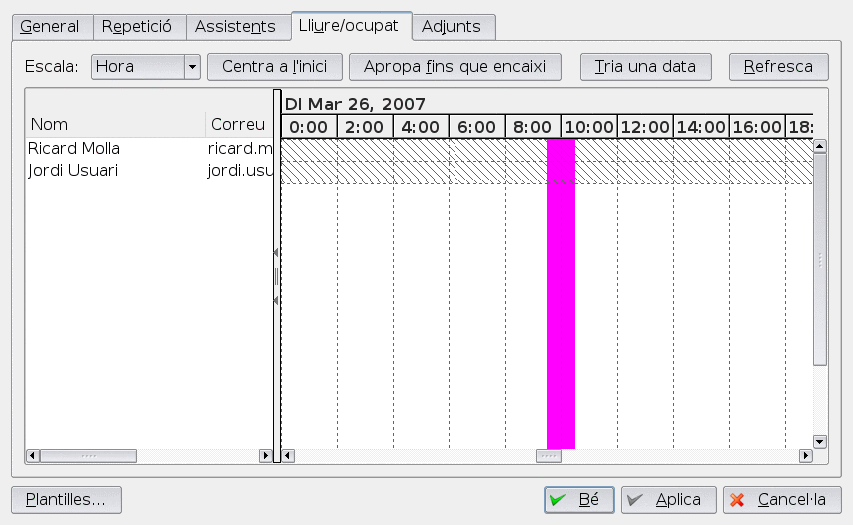 General Repetició Assistents Lliure/ocupat Adjunts
Escala: Hora Centra a l'inici Apropa fins que encaixi Tria una data Refresca
Dl Mar 26, 2007
Nom Correu 0:00 2:00 4:00 6:00 8:00 10:00 12:00 14:00 16:00 18:
Ricard Molla ricard.m
Jordi Usuari jordi.usu
Plantilles... Bé Aplica Cancel·la